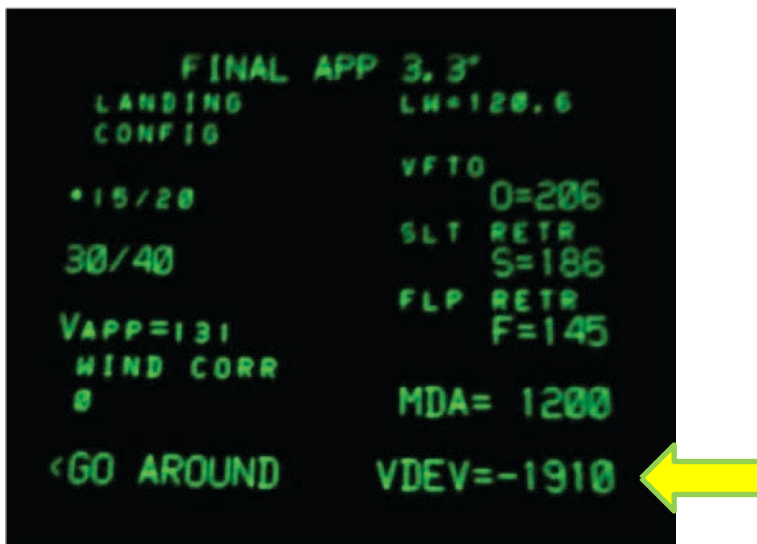 FINAL APP 3.3°
LANDING LW=120.6
CONFIG
VFTO
*15/20 O=206
SLT RETR
30/40 S=186
FLP RETR
VAPP=131 F=145
WIND CORR
0 MDA= 1200
<GO AROUND VDEV=-1910